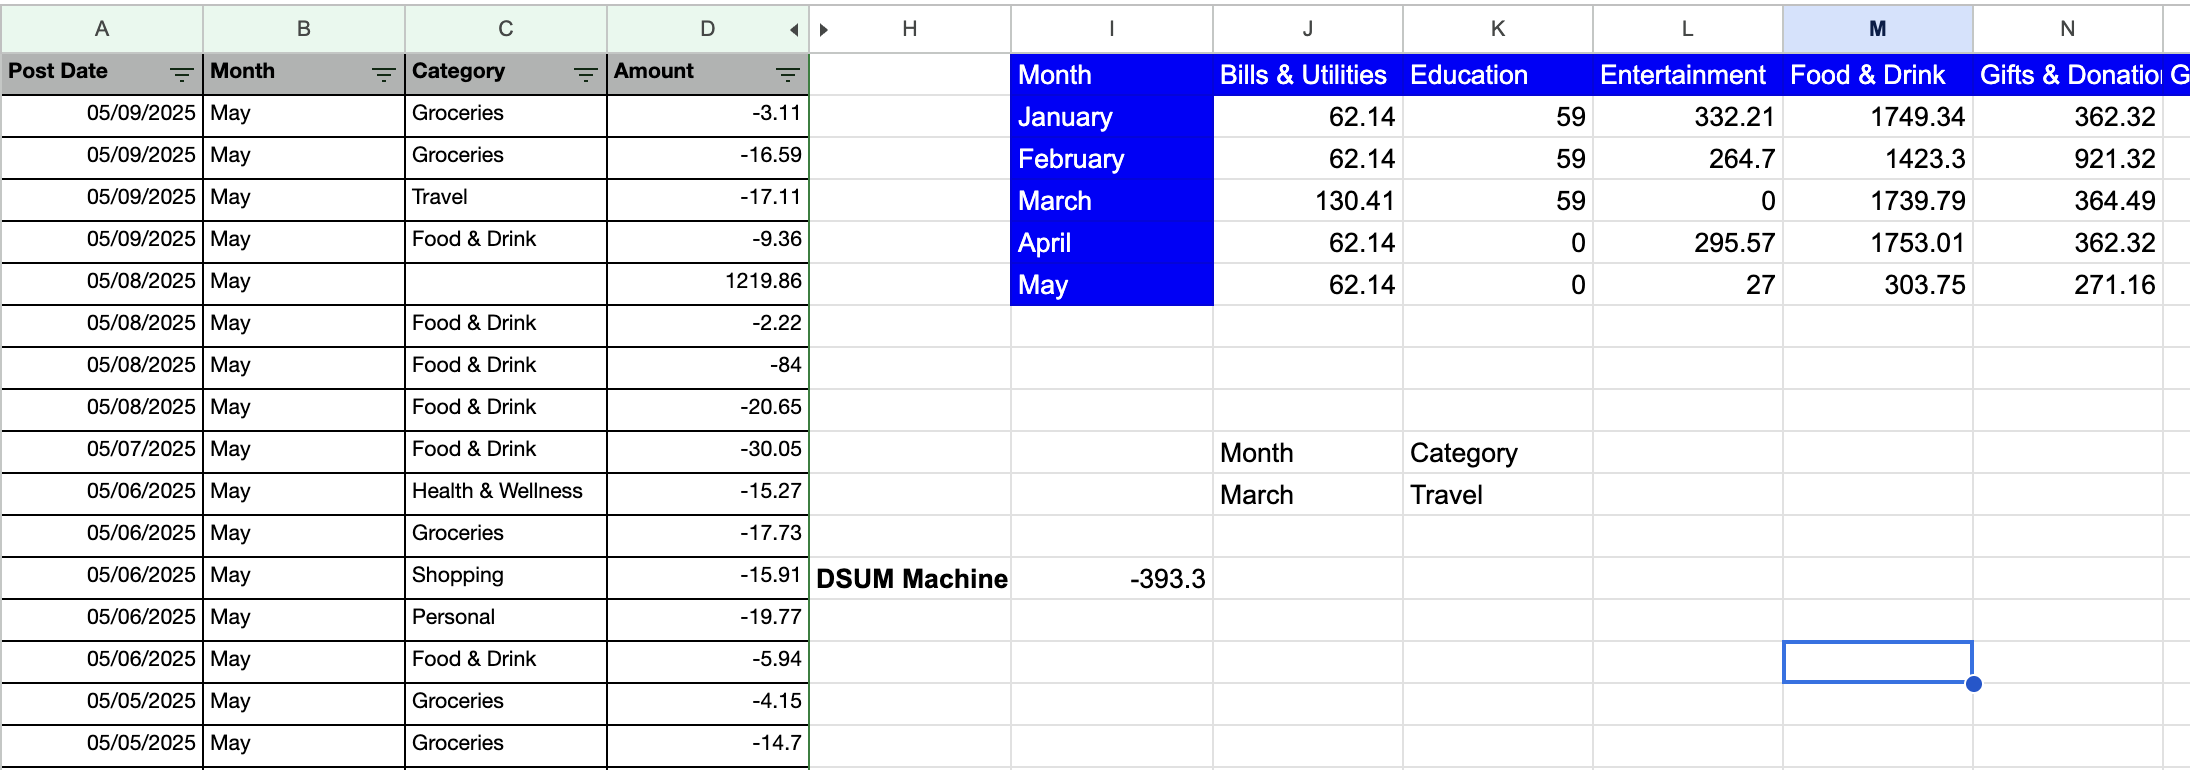 A B C D H I J K L M N
Post Date Month Category Amount Month Bills & Utilities Education Entertainment Food & Drink Gifts & Donatio G
05/09/2025 May Groceries -3.11 January 62.14 59 332.21 1749.34 362.32
05/09/2025 May Groceries -16.59 February 62.14 59 264.7 1423.3 921.32
05/09/2025 May Travel -17.11 March 130.41 59 0 1739.79 364.49
05/09/2025 May Food & Drink -9.36 April 62.14 0 295.57 1753.01 362.32
05/08/2025 May 1219.86 May 62.14 0 27 303.75 271.16
05/08/2025 May Food & Drink -2.22
05/08/2025 May Food & Drink -84
05/08/2025 May Food & Drink -20.65
05/07/2025 May Food & Drink -30.05 Month Category
05/06/2025 May Health & Wellness -15.27 March Travel
05/06/2025 May Groceries -17.73
05/06/2025 May Shopping -15.91 DSUM Machine -393.3
05/06/2025 May Personal -19.77
05/06/2025 May Food & Drink -5.94
05/05/2025 May Groceries -4.15
05/05/2025 May Groceries -14.7